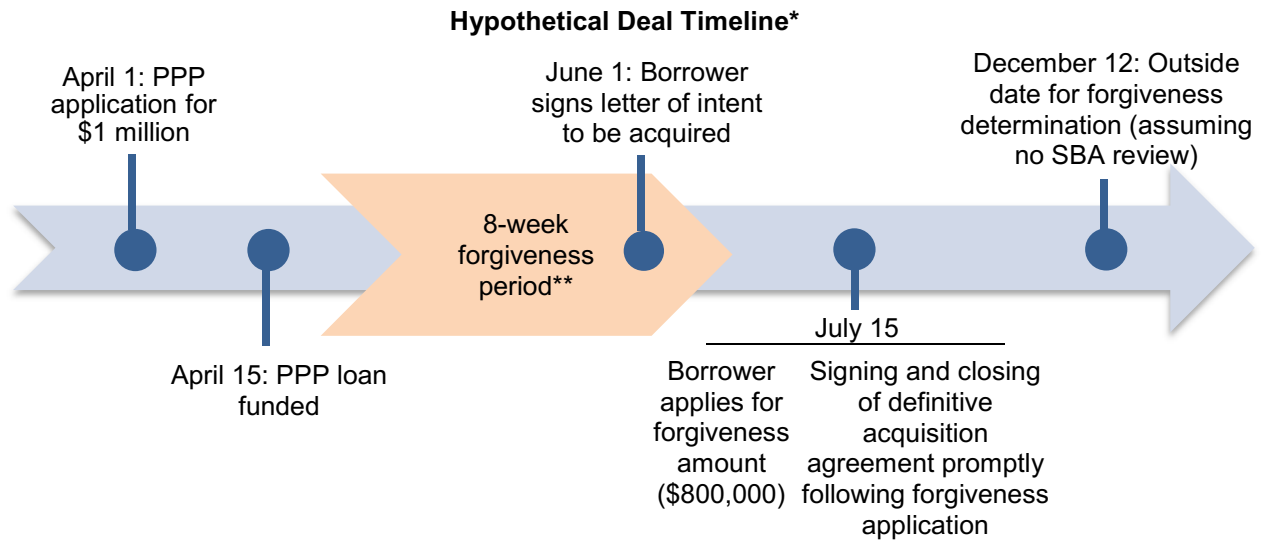 Hypothetical Deal Timeline*
April 1: PPP
application for
$1 million
June 1: Borrower
signs letter of intent
to be acquired
December 12: Outside
date for forgiveness
determination (assuming
no SBA review)
8-week
forgiveness
period**
April 15: PPP loan
funded
July 15
Borrower
applies for
forgiveness
amount
($800,000)
Signing and closing
of definitive
acquisition
agreement promptly
following forgiveness
application